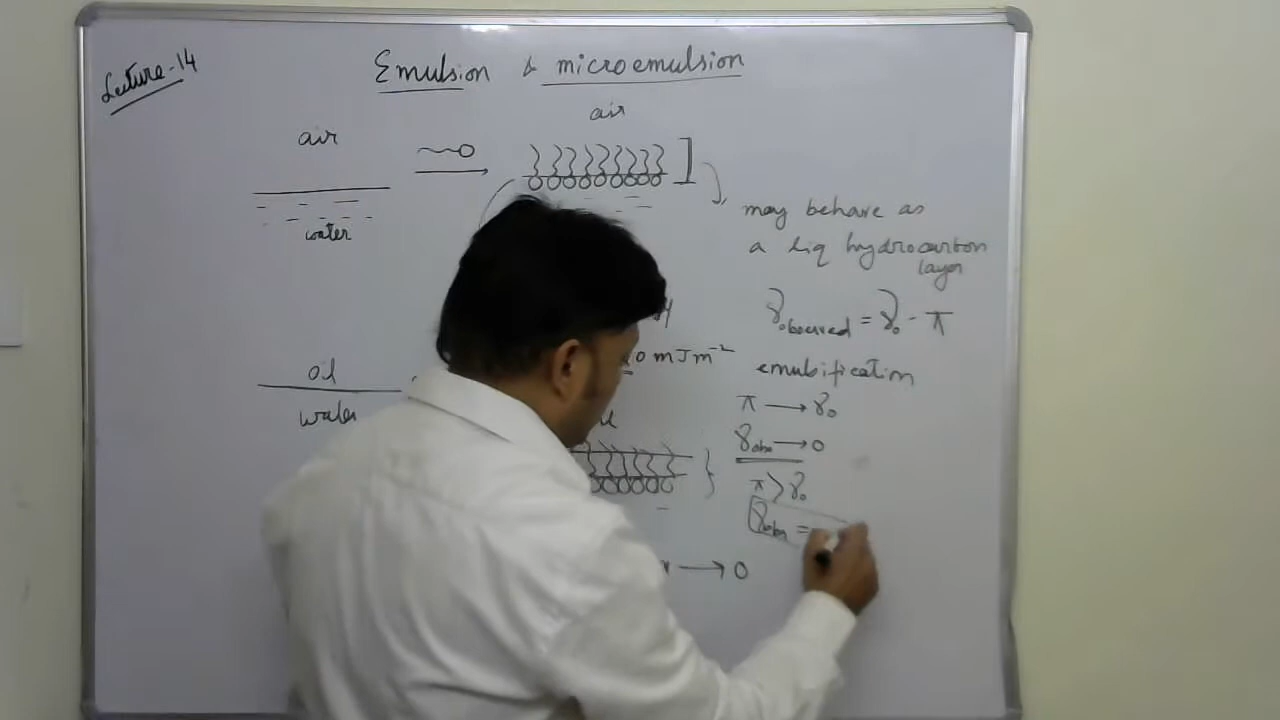 Lecture-14
Emulsion & microemulsion
air
air
water
may behave as
a liq hydrocarbon
layer
γobserved = γ₀ - π
0 mJm⁻²
emulsification
oil
water
π → γ₀
γobs → 0
π > γ₀
γobs =
→ 0